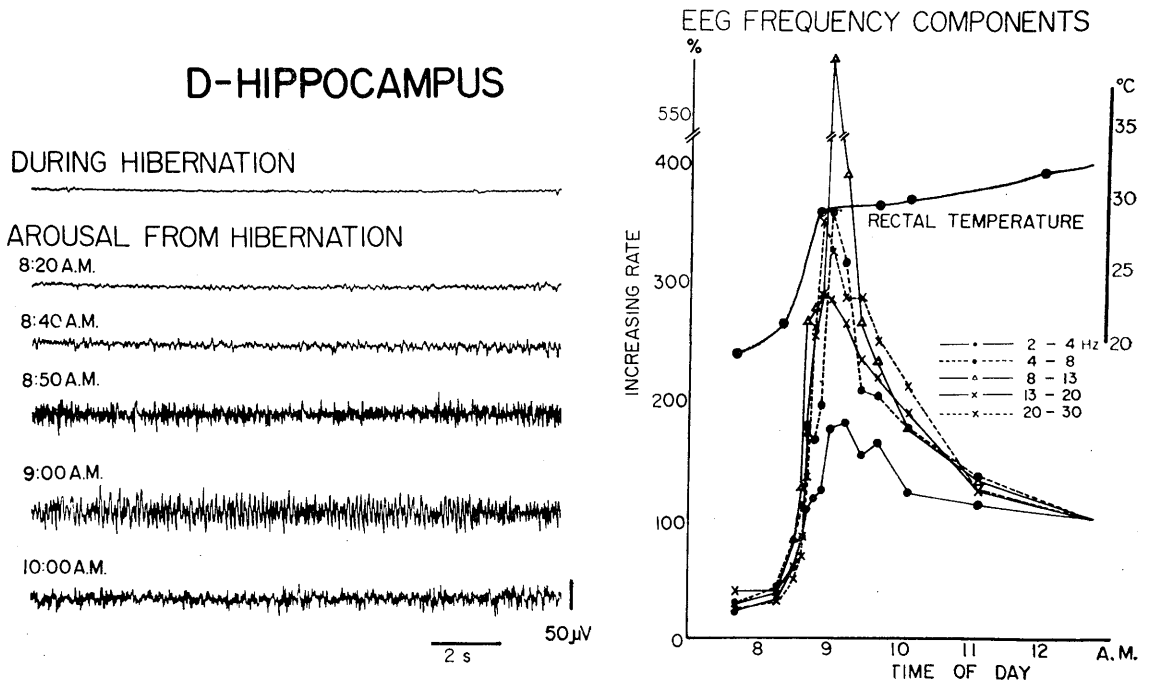 D-HIPPOCAMPUS
DURING HIBERNATION
AROUSAL FROM HIBERNATION
8:20 A.M.
8:40 A.M.
8:50 A.M.
9:00 A.M.
10:00 A.M.
50 µV
2 s
EEG FREQUENCY COMPONENTS
%
550
400
300
200
100
0
INCREASING RATE
°C
35
30
25
20
RECTAL TEMPERATURE
2 - 4 Hz
4 - 8
8 - 13
13 - 20
20 - 30
8 9 10 11 12 A.M.
TIME OF DAY